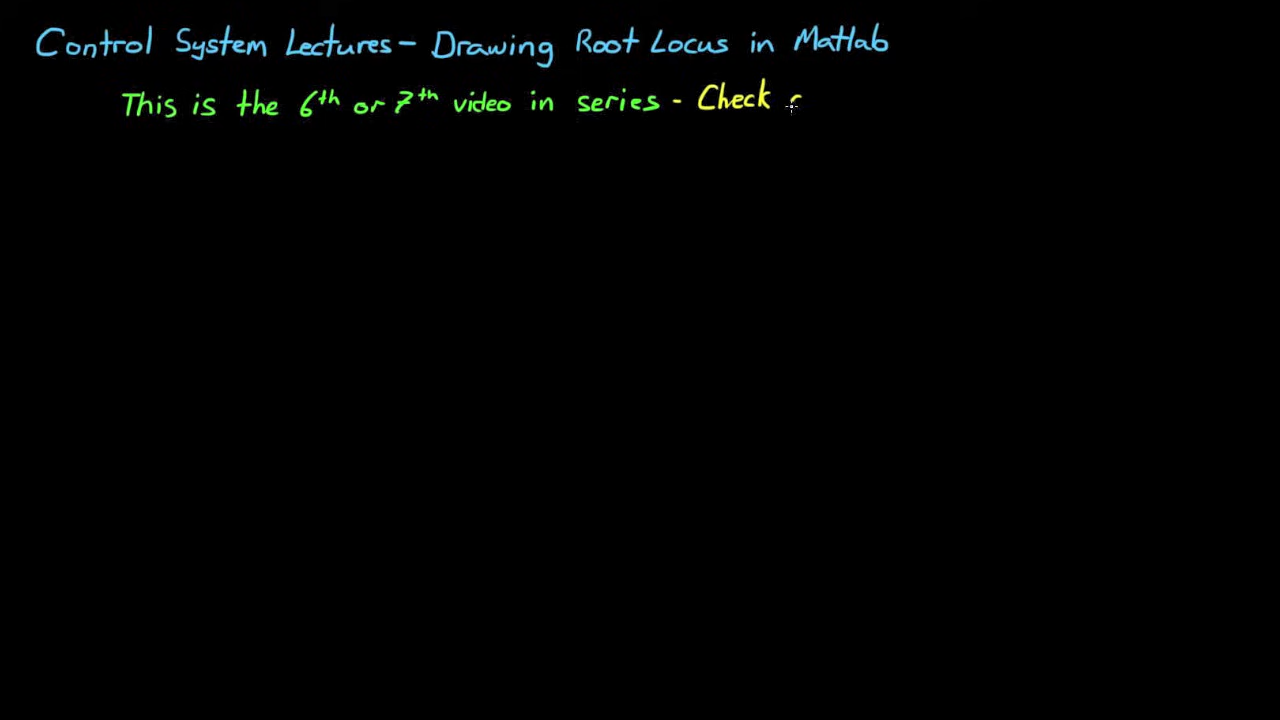 Control System Lectures - Drawing Root Locus in Matlab
This is the 6th or 7th video in series - Check